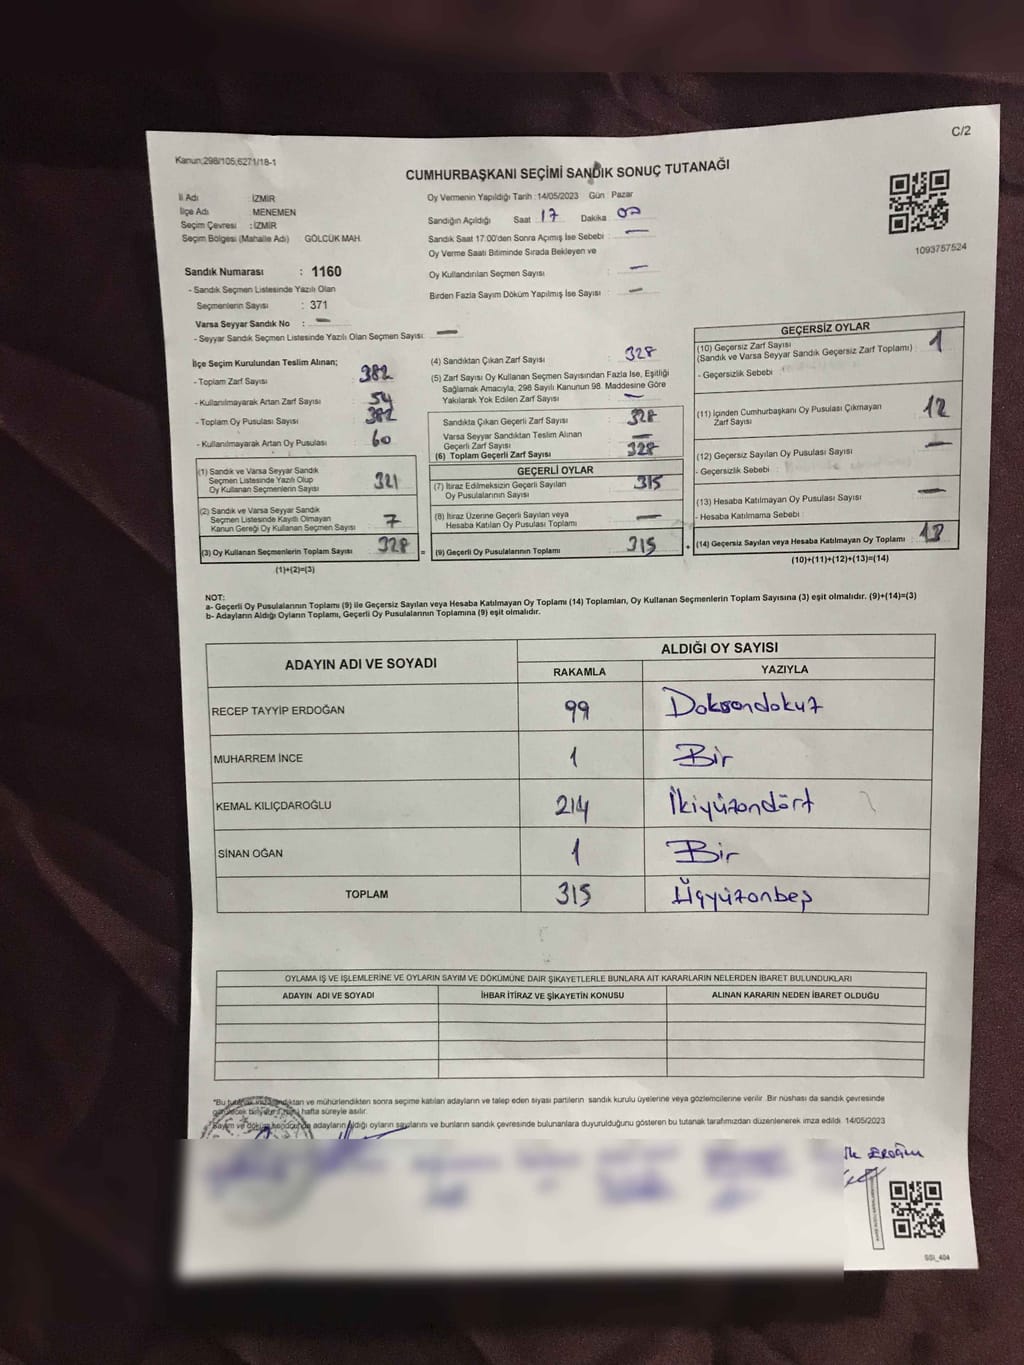 C/2
Kanun;298/105;6271/18-1
CUMHURBAŞKANI SEÇİMİ SANDIK SONUÇ TUTANAĞI
İl Adı : İZMİR
İlçe Adı : MENEMEN
Seçim Çevresi : İZMİR
Seçim Bölgesi (Mahalle Adı) GÖLCÜK MAH.
Sandık Numarası : 1160
- Sandık Seçmen Listesinde Yazılı Olan
Seçmenlerin Sayısı : 371
Varsa Seyyar Sandık No : —
- Seyyar Sandık Seçmen Listesinde Yazılı Olan Seçmen Sayısı: —
Oy Vermenin Yapıldığı Tarih : 14/05/2023 Gün : Pazar
Sandığın Açıldığı Saat 17 Dakika 07
Sandık Saat 17:00'den Sonra Açımış İse Sebebi : —
Oy Verme Saati Bitiminde Sırada Bekleyen ve
Oy Kullandırılan Seçmen Sayısı : —
Birden Fazla Sayım Döküm Yapılmış İse Sayısı : —
1093757524
İlçe Seçim Kurulundan Teslim Alınan;
- Toplam Zarf Sayısı : 382
- Kullanılmayarak Artan Zarf Sayısı : 54
- Toplam Oy Pusulası Sayısı : 382
- Kullanılmayarak Artan Oy Pusulası : 60
(1) Sandık ve Varsa Seyyar Sandık
Seçmen Listesinde Yazılı Olup
Oy Kullanan Seçmenlerin Sayısı : 321
(2) Sandık ve Varsa Seyyar Sandık
Seçmen Listesinde Kayıtlı Olmayan
Kanun Gereği Oy Kullanan Seçmen Sayısı : 7
(3) Oy Kullanan Seçmenlerin Toplam Sayısı : 328
(1)+(2)=(3)
(4) Sandıktan Çıkan Zarf Sayısı : 328
(5) Zarf Sayısı Oy Kullanan Seçmen Sayısından Fazla İse, Eşitliği
Sağlamak Amacıyla, 298 Sayılı Kanunun 98. Maddesine Göre
Yakılarak Yok Edilen Zarf Sayısı : —
Sandıkta Çıkan Geçerli Zarf Sayısı : 328
Varsa Seyyar Sandıktan Teslim Alınan
Geçerli Zarf Sayısı : —
(6) Toplam Geçerli Zarf Sayısı : 328
GEÇERLİ OYLAR
(7) İtiraz Edilmeksizin Geçerli Sayılan
Oy Pusulalarının Sayısı : 315
(8) İtiraz Üzerine Geçerli Sayılan veya
Hesaba Katılan Oy Pusulası Toplamı : —
= (9) Geçerli Oy Pusulalarının Toplamı : 315
GEÇERSİZ OYLAR
(10) Geçersiz Zarf Sayısı
(Sandık ve Varsa Seyyar Sandık Geçersiz Zarf Toplamı) : 1
- Geçersizlik Sebebi :
(11) İçinden Cumhurbaşkanı Oy Pusulası Çıkmayan
Zarf Sayısı : 12
(12) Geçersiz Sayılan Oy Pusulası Sayısı : —
- Geçersizlik Sebebi :
(13) Hesaba Katılmayan Oy Pusulası Sayısı : —
- Hesaba Katılmama Sebebi :
+ (14) Geçersiz Sayılan veya Hesaba Katılmayan Oy Toplamı : 13
(10)+(11)+(12)+(13)=(14)
NOT:
a- Geçerli Oy Pusulalarının Toplamı (9) ile Geçersiz Sayılan veya Hesaba Katılmayan Oy Toplamı (14) Toplamları, Oy Kullanan Seçmenlerin Toplam Sayısına (3) eşit olmalıdır. (9)+(14)=(3)
b- Adayların Aldığı Oyların Toplamı, Geçerli Oy Pusulalarının Toplamına (9) eşit olmalıdır.
ADAYIN ADI VE SOYADI
ALDIĞI OY SAYISI
RAKAMLA YAZIYLA
RECEP TAYYİP ERDOĞAN 99 Doksandokuz
MUHARREM İNCE 1 Bir
KEMAL KILIÇDAROĞLU 214 İkiyüzondört
SİNAN OĞAN 1 Bir
TOPLAM 315 Üçyüzonbeş
OYLAMA İŞ VE İŞLEMLERİNE VE OYLARIN SAYIM VE DÖKÜMÜNE DAİR ŞİKAYETLERLE BUNLARA AİT KARARLARIN NELERDEN İBARET BULUNDUKLARI
ADAYIN ADI VE SOYADI İHBAR İTİRAZ VE ŞİKAYETİN KONUSU ALINAN KARARIN NEDEN İBARET OLDUĞU
*Bu tutanak ve mühürlendikten sonra seçime katılan adayların ve talep eden siyasi partilerin sandık kurulu üyelerine veya gözlemcilerine verilir. Bir nüshası da sandık çevresinde
hafta süreyle asılır.
Sayım ve döküm adayların aldığı oyların sayılarını ve bunların sandık çevresinde bulunanlara duyurulduğunu gösteren bu tutanak tarafımızdan düzenlenerek imza edildi. 14/05/2023
SSI_404